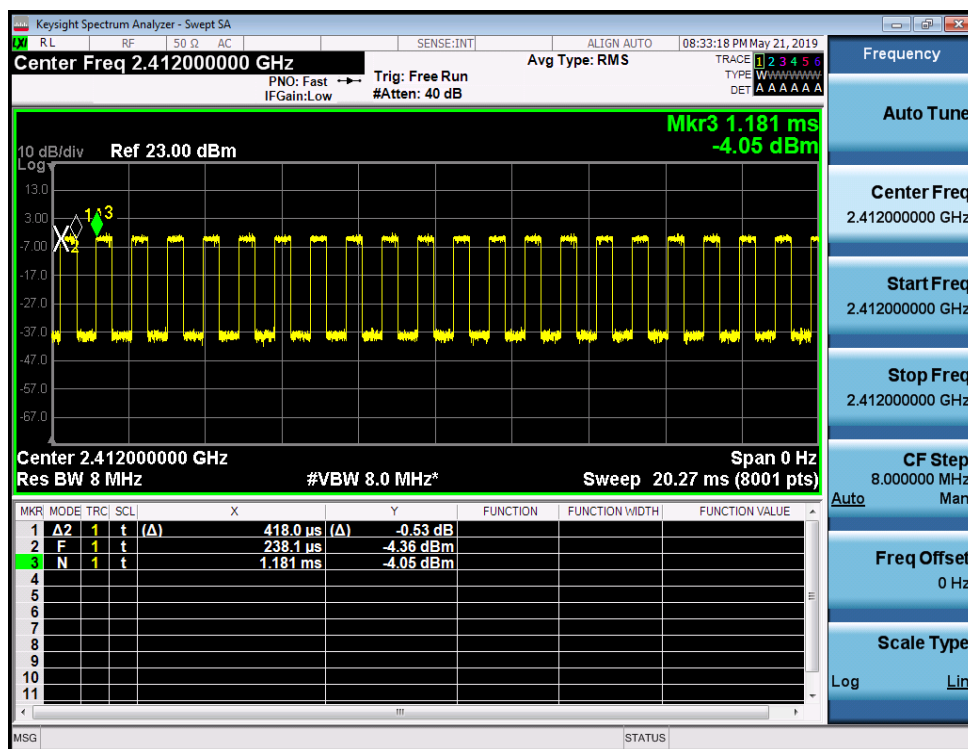 Keysight Spectrum Analyzer - Swept SA
LXI RL RF 50 Ω AC SENSE:INT ALIGN AUTO 08:33:18 PM May 21, 2019
Center Freq 2.412000000 GHz
PNO: Fast
IFGain:Low
Trig: Free Run
#Atten: 40 dB
Avg Type: RMS
TRACE 1 2 3 4 5 6
TYPE WWWWWW
DET A A A A A A
Mkr3 1.181 ms
-4.05 dBm
10 dB/div Ref 23.00 dBm
Log
13.0
3.00
-7.00
-17.0
-27.0
-37.0
-47.0
-57.0
-67.0
X 2 3
Center 2.412000000 GHz Span 0 Hz
Res BW 8 MHz #VBW 8.0 MHz* Sweep 20.27 ms (8001 pts)
MKR MODE TRC SCL X Y FUNCTION FUNCTION WIDTH FUNCTION VALUE
1 Δ2 1 t (Δ) 418.0 µs (Δ) -0.53 dB
2 F 1 t 238.1 µs -4.36 dBm
3 N 1 t 1.181 ms -4.05 dBm
4
5
6
7
8
9
10
11
MSG STATUS
Frequency
Auto Tune
Center Freq
2.412000000 GHz
Start Freq
2.412000000 GHz
Stop Freq
2.412000000 GHz
CF Step
8.000000 MHz
Auto Man
Freq Offset
0 Hz
Scale Type
Log Lin